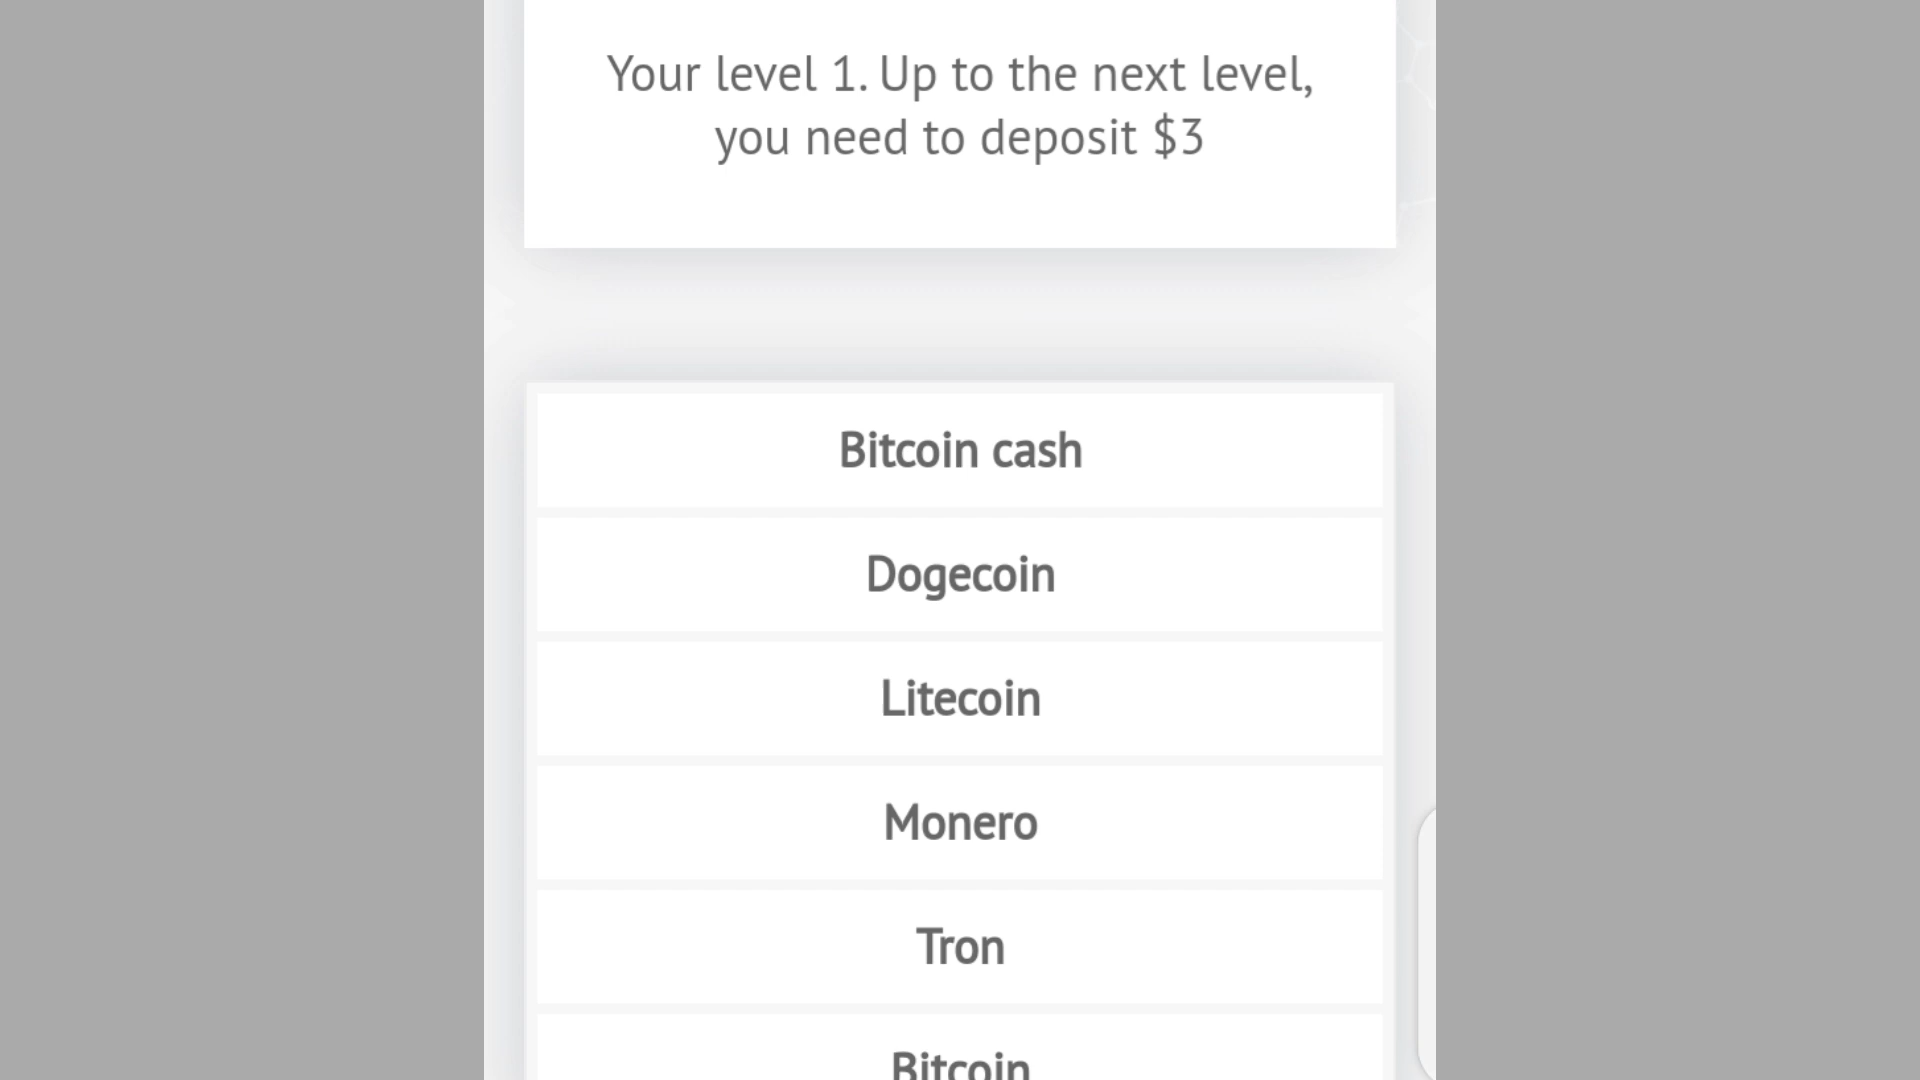 Your level 1. Up to the next level,
you need to deposit $3
Bitcoin cash
Dogecoin
Litecoin
Monero
Tron
Bitcoin